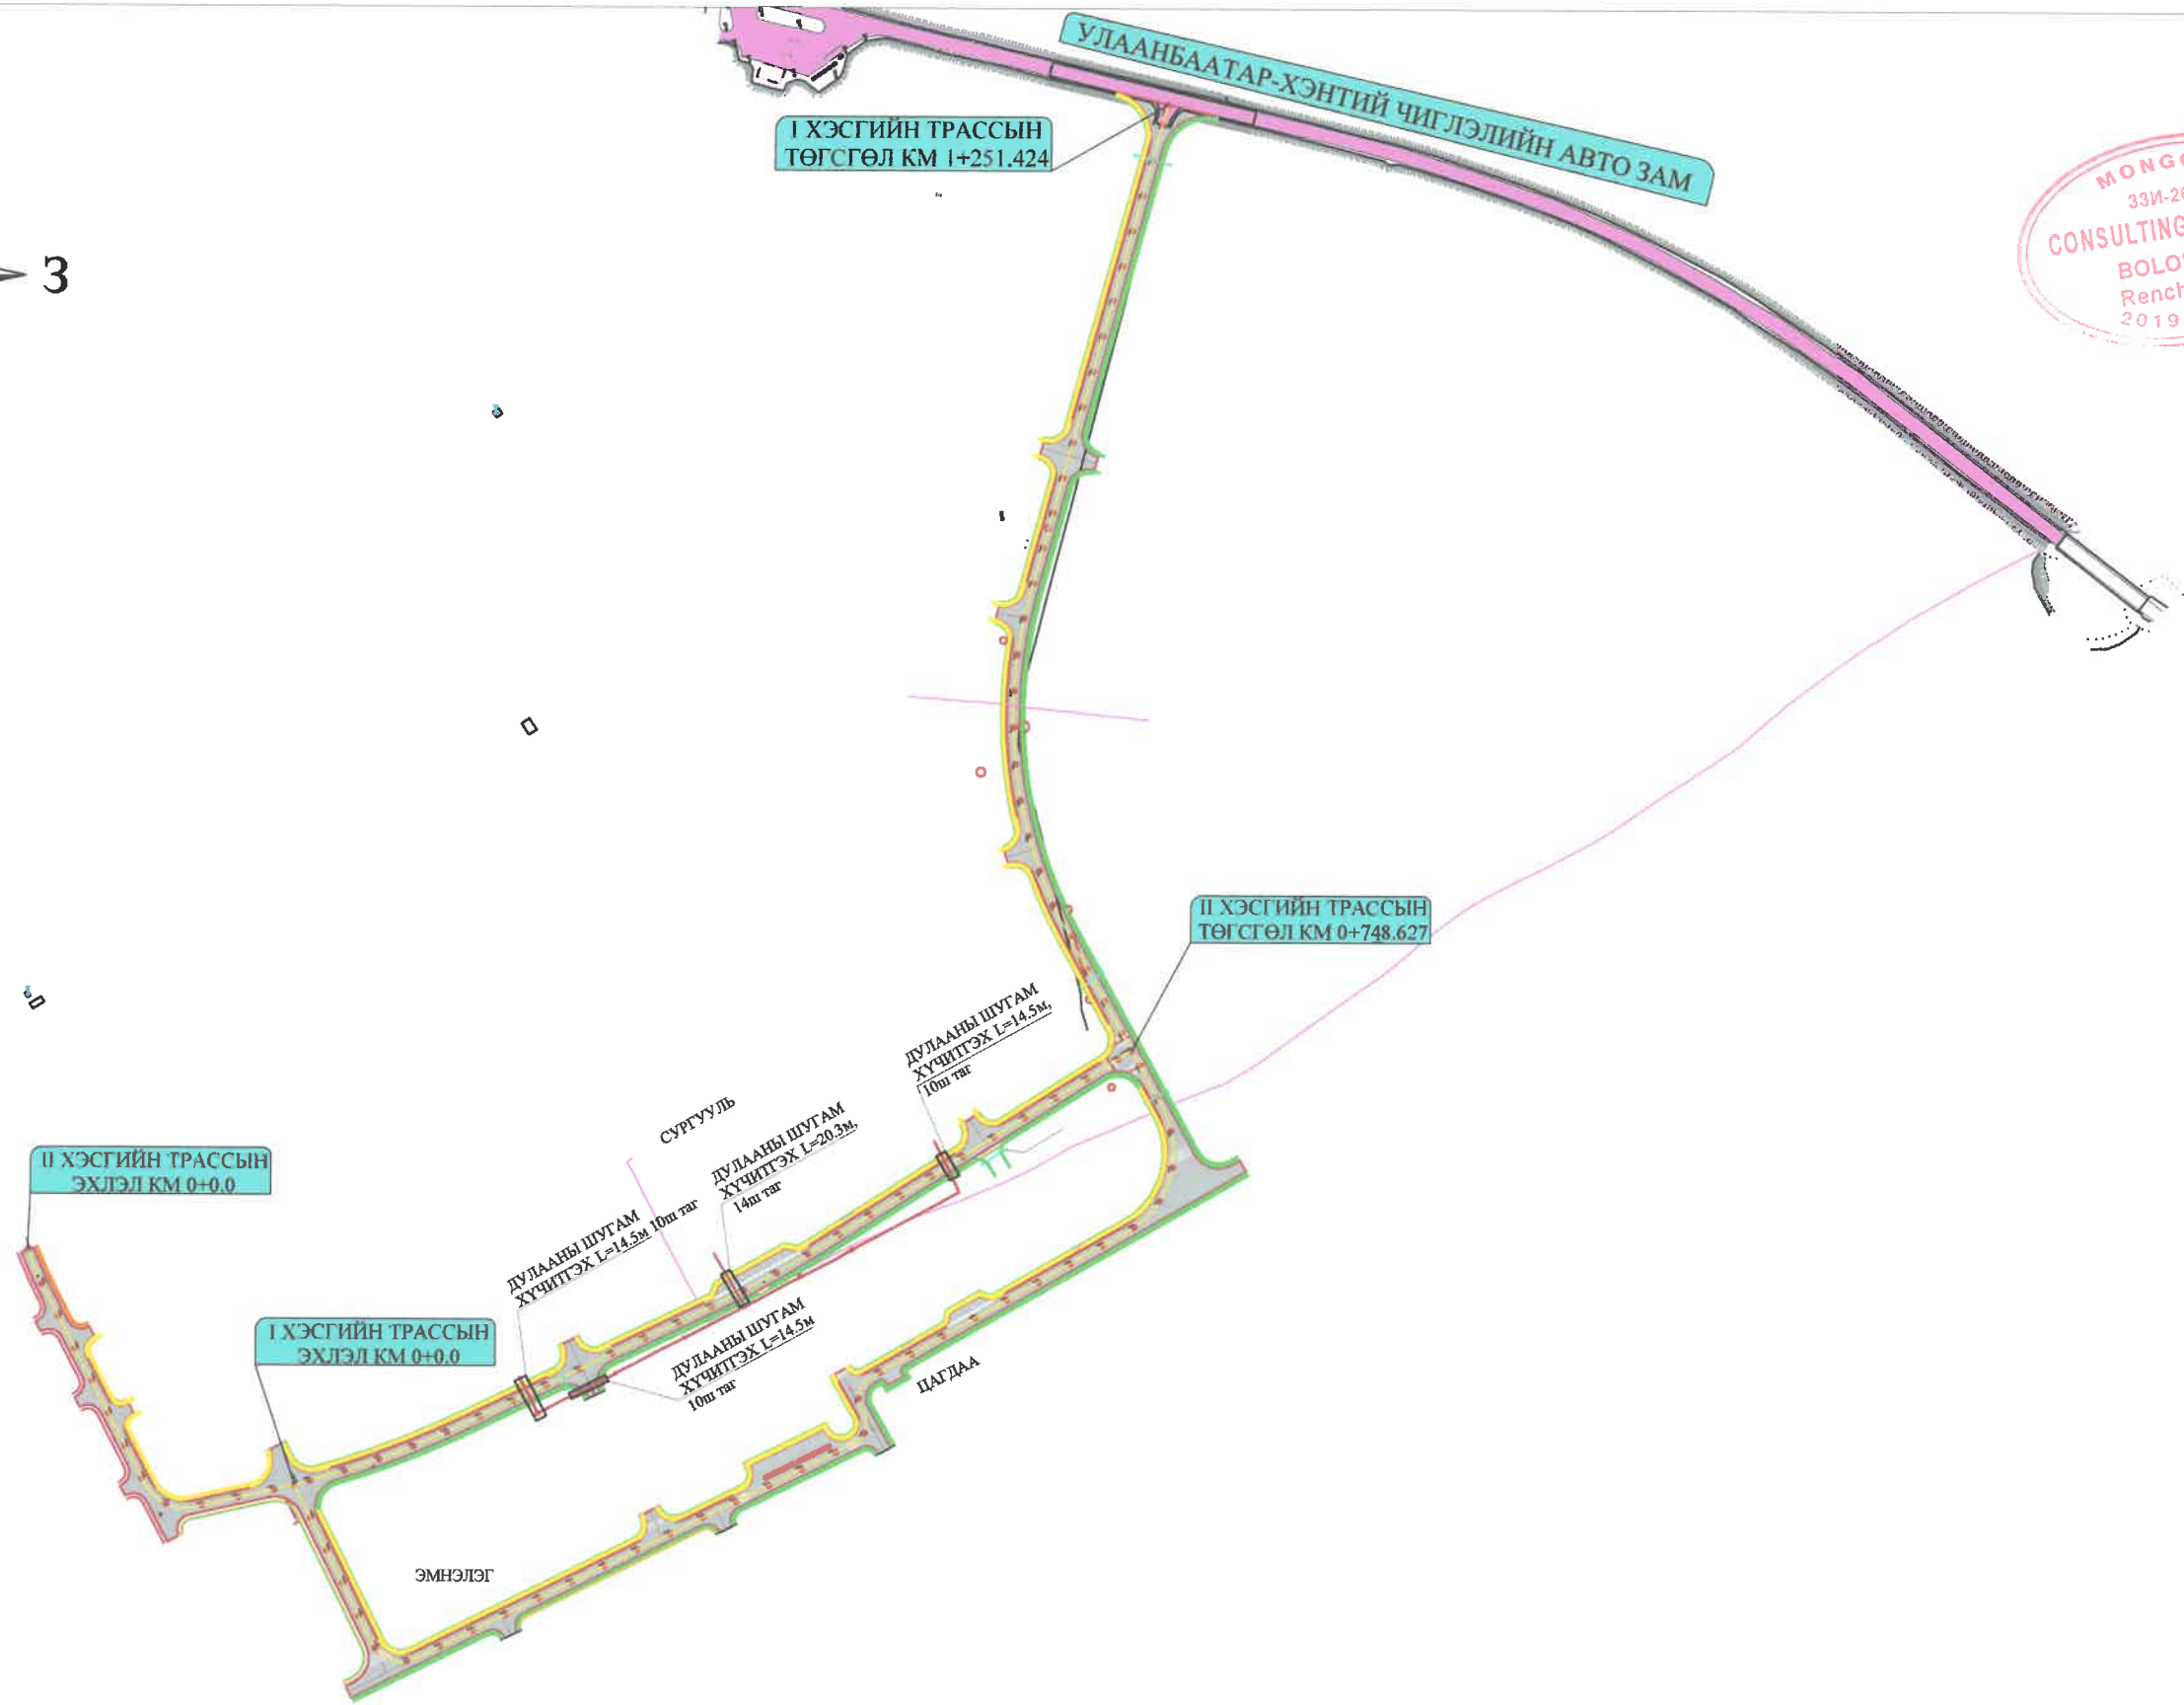 УЛААНБААТАР-ХЭНТИЙ ЧИГЛЭЛИЙН АВТО ЗАМ
I ХЭСГИЙН ТРАССЫН
ТӨГСГӨЛ КМ 1+251.424
З
CONSULTING
2019
II ХЭСГИЙН ТРАССЫН
ТӨГСГӨЛ КМ 0+748.627
ДУЛААНЫ ШУГАМ
ХҮЧИТГЭХ L=14.5м,
10ш таг
СУРГУУЛЬ
ДУЛААНЫ ШУГАМ
ХҮЧИТГЭХ L=20.3м,
14ш таг
II ХЭСГИЙН ТРАССЫН
ЭХЛЭЛ КМ 0+0.0
ДУЛААНЫ ШУГАМ
ХҮЧИТГЭХ L=14.5м 10ш таг
I ХЭСГИЙН ТРАССЫН
ЭХЛЭЛ КМ 0+0.0
ДУЛААНЫ ШУГАМ
ХҮЧИТГЭХ L=14.5м
10ш таг
ЦАГДАА
ЭМНЭЛЭГ